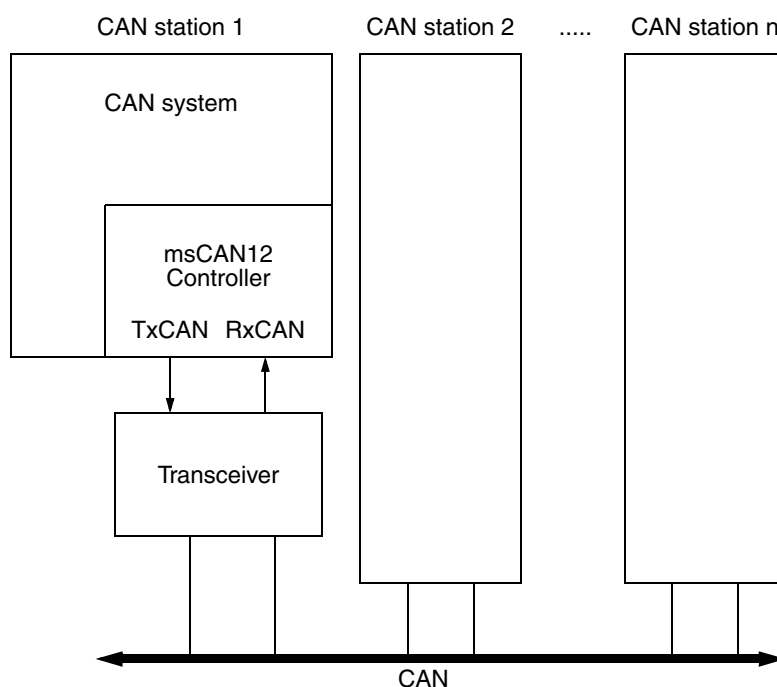 CAN station 1 CAN station 2 ..... CAN station n
CAN system
msCAN12
Controller
TxCAN RxCAN
Transceiver
CAN